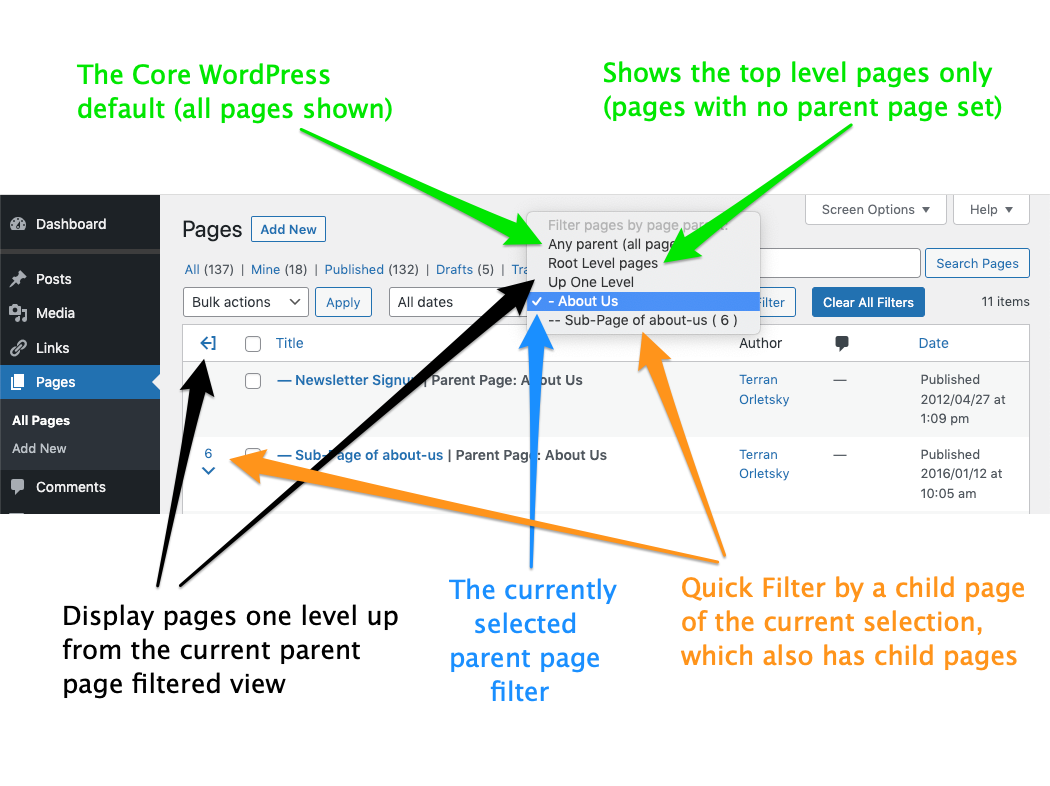 The Core WordPress
default (all pages shown)
Shows the top level pages only
(pages with no parent page set)
Dashboard
Posts
Media
Links
Pages
All Pages
Add New
Comments
Screen Options ▼
Help ▼
Pages
Add New
All (137) | Mine (18) | Published (132) | Drafts (5) |
Search Pages
Bulk actions
Apply
All dates
Filter pages by page parent:
Any parent (all
Root Level pages
Up One Level
✓ - About Us
-- Sub-Page of about-us ( 6 )
Filter
Clear All Filters
11 items
Title
Author
Date
— Newsletter Signup | Parent Page: About Us
Terran
Orletsky
—
Published
2012/04/27 at
1:09 pm
6
— Sub-Page of about-us | Parent Page: About Us
Terran
Orletsky
—
Published
2016/01/12 at
10:05 am
Display pages one level up
from the current parent
page filtered view
The currently
selected
parent page
filter
Quick Filter by a child page
of the current selection,
which also has child pages